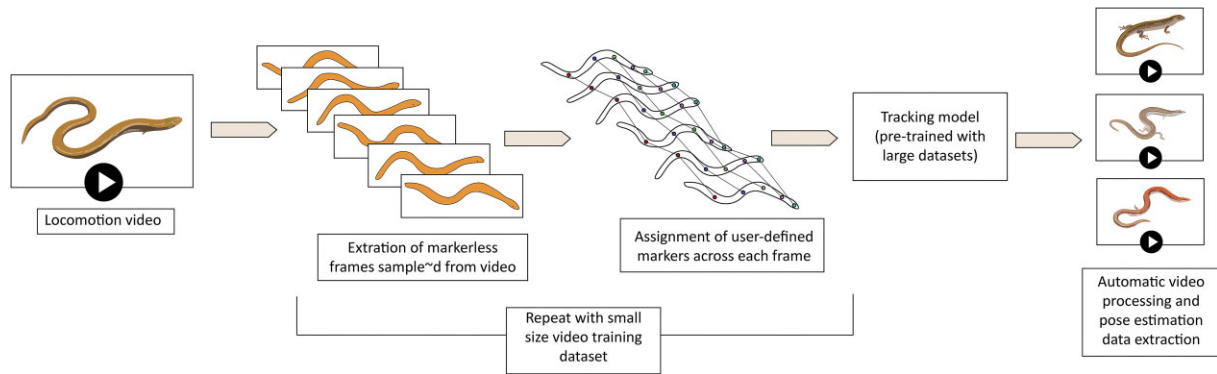 Locomotion video
Extration of markerless
frames sample~d from video
Assignment of user-defined
markers across each frame
Repeat with small
size video training
dataset
Tracking model
(pre-trained with
large datasets)
Automatic video
processing and
pose estimation
data extraction